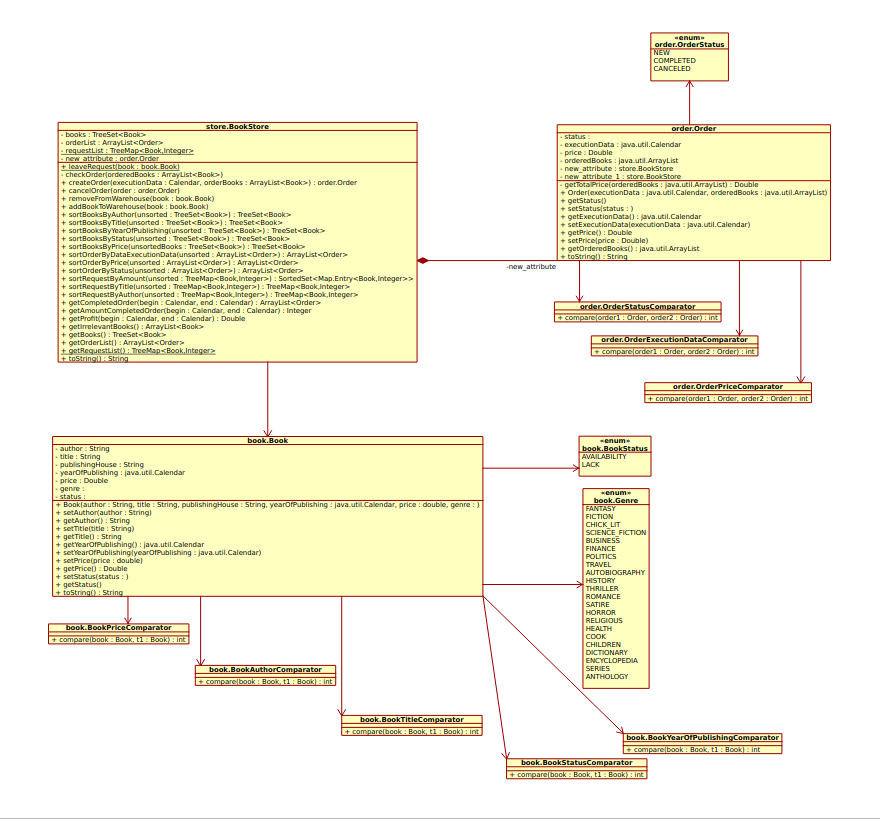 «enum»
order.OrderStatus
NEW
COMPLETED
CANCELED
store.BookStore
- books : TreeSet<Book>
- orderList : ArrayList<Order>
- requestList : TreeMap<Book,Integer>
- new_attribute : order.Order
+ leaveRequest(book : book.Book)
- checkOrder(orderedBooks : ArrayList<Book>)
+ createOrder(executionData : Calendar, orderBooks : ArrayList<Book>) : order.Order
+ cancelOrder(order : order.Order)
+ removeFromWarehouse(book : book.Book)
+ addBookToWarehouse(book : book.Book)
+ sortBooksByAuthor(unsorted : TreeSet<Book>) : TreeSet<Book>
+ sortBooksByTitle(unsorted : TreeSet<Book>) : TreeSet<Book>
+ sortBooksByYearOfPublishing(unsorted : TreeSet<Book>) : TreeSet<Book>
+ sortBooksByStatus(unsorted : TreeSet<Book>) : TreeSet<Book>
+ sortBooksByPrice(unsortedBooks : TreeSet<Book>) : TreeSet<Book>
+ sortOrderByDataExecutionData(unsorted : ArrayList<Order>) : ArrayList<Order>
+ sortOrderByPrice(unsorted : ArrayList<Order>) : ArrayList<Order>
+ sortOrderByStatus(unsorted : ArrayList<Order>) : ArrayList<Order>
+ sortRequestByAmount(unsorted : TreeMap<Book,Integer>) : SortedSet<Map.Entry<Book,Integer>>
+ sortRequestByTitle(unsorted : TreeMap<Book,Integer>) : TreeMap<Book,Integer>
+ sortRequestByAuthor(unsorted : TreeMap<Book,Integer>) : TreeMap<Book,Integer>
+ getCompletedOrder(begin : Calendar, end : Calendar) : ArrayList<Order>
+ getAmountCompletedOrder(begin : Calendar, end : Calendar) : Integer
+ getProfit(begin : Calendar, end : Calendar) : Double
+ getIrrelevantBooks() : ArrayList<Book>
+ getBooks() : TreeSet<Book>
+ getOrderList() : ArrayList<Order>
+ getRequestList() : TreeMap<Book,Integer>
+ toString() : String
order.Order
- status :
- executionData : java.util.Calendar
- price : Double
- orderedBooks : java.util.ArrayList
- new_attribute : store.BookStore
- new_attribute_1 : store.BookStore
- getTotalPrice(orderedBooks : java.util.ArrayList) : Double
+ Order(executionData : java.util.Calendar, orderedBooks : java.util.ArrayList)
+ getStatus()
+ setStatus(status : )
+ getExecutionData() : java.util.Calendar
+ setExecutionData(executionData : java.util.Calendar)
+ getPrice() : Double
+ setPrice(price : Double)
+ getOrderedBooks() : java.util.ArrayList
+ toString() : String
-new_attribute
order.OrderStatusComparator
+ compare(order1 : Order, order2 : Order) : int
order.OrderExecutionDataComparator
+ compare(order1 : Order, order2 : Order) : int
order.OrderPriceComparator
+ compare(order1 : Order, order2 : Order) : int
book.Book
- author : String
- title : String
- publishingHouse : String
- yearOfPublishing : java.util.Calendar
- price : Double
- genre :
- status :
+ Book(author : String, title : String, publishingHouse : String, yearOfPublishing : java.util.Calendar, price : double, genre : )
+ setAuthor(author : String)
+ getAuthor() : String
+ setTitle(title : String)
+ getTitle() : String
+ getYearOfPublishing() : java.util.Calendar
+ setYearOfPublishing(yearOfPublishing : java.util.Calendar)
+ setPrice(price : double)
+ getPrice() : Double
+ setStatus(status : )
+ getStatus()
+ toString() : String
«enum»
book.BookStatus
AVAILABILITY
LACK
«enum»
book.Genre
FANTASY
FICTION
CHICK_LIT
SCIENCE_FICTION
BUSINESS
FINANCE
POLITICS
TRAVEL
AUTOBIOGRAPHY
HISTORY
THRILLER
ROMANCE
SATIRE
HORROR
RELIGIOUS
HEALTH
COOK
CHILDREN
DICTIONARY
ENCYCLOPEDIA
SERIES
ANTHOLOGY
book.BookPriceComparator
+ compare(book : Book, t1 : Book) : int
book.BookAuthorComparator
+ compare(book : Book, t1 : Book) : int
book.BookTitleComparator
+ compare(book : Book, t1 : Book) : int
book.BookYearOfPublishingComparator
+ compare(book : Book, t1 : Book) : int
book.BookStatusComparator
+ compare(book : Book, t1 : Book) : int